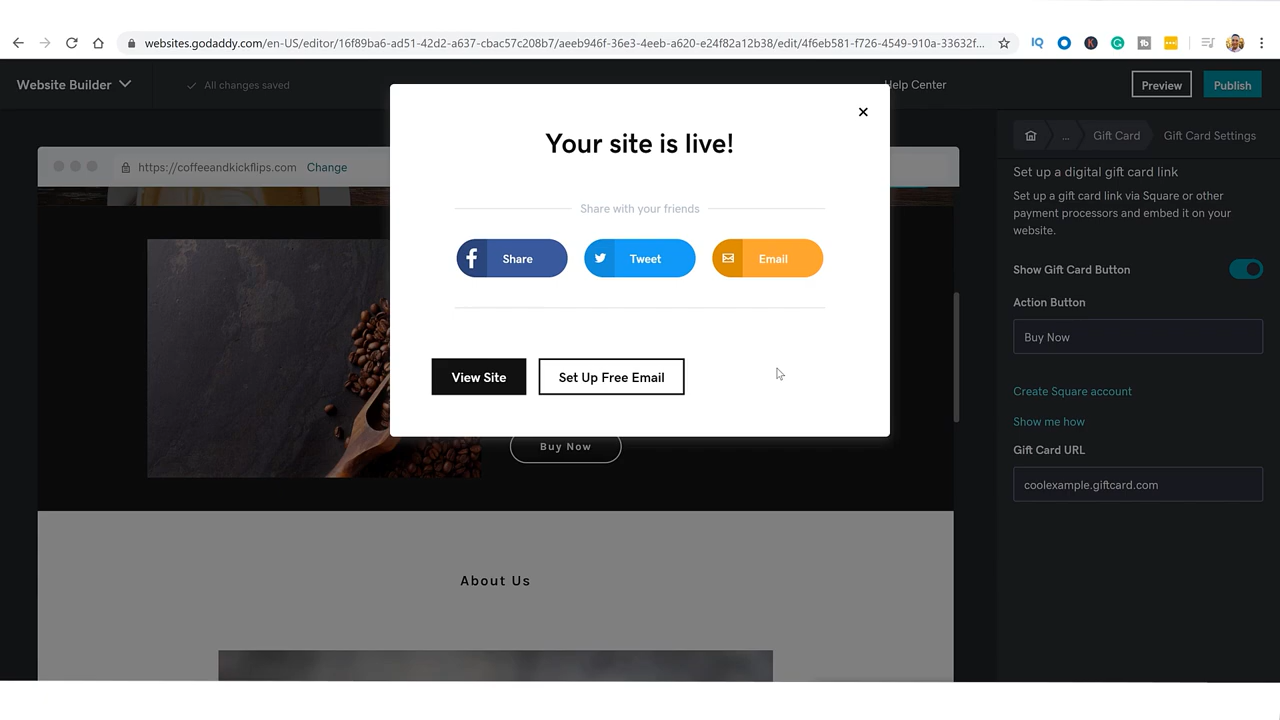 websites.godaddy.com/en-US/editor/16f89ba6-ad51-42d2-a637-cbac57c208b7/aeeb946f-36e3-4eeb-a620-e24f82a12b38/edit/4f6eb581-f726-4549-910a-33632f...
Website Builder
All changes saved
Help Center
Preview
Publish
https://coffeeandkickflips.com Change
Your site is live!
Share with your friends
Share
Tweet
Email
View Site
Set Up Free Email
Buy Now
About Us
... Gift Card Gift Card Settings
Set up a digital gift card link
Set up a gift card link via Square or other
payment processors and embed it on your
website.
Show Gift Card Button
Action Button
Buy Now
Create Square account
Show me how
Gift Card URL
coolexample.giftcard.com